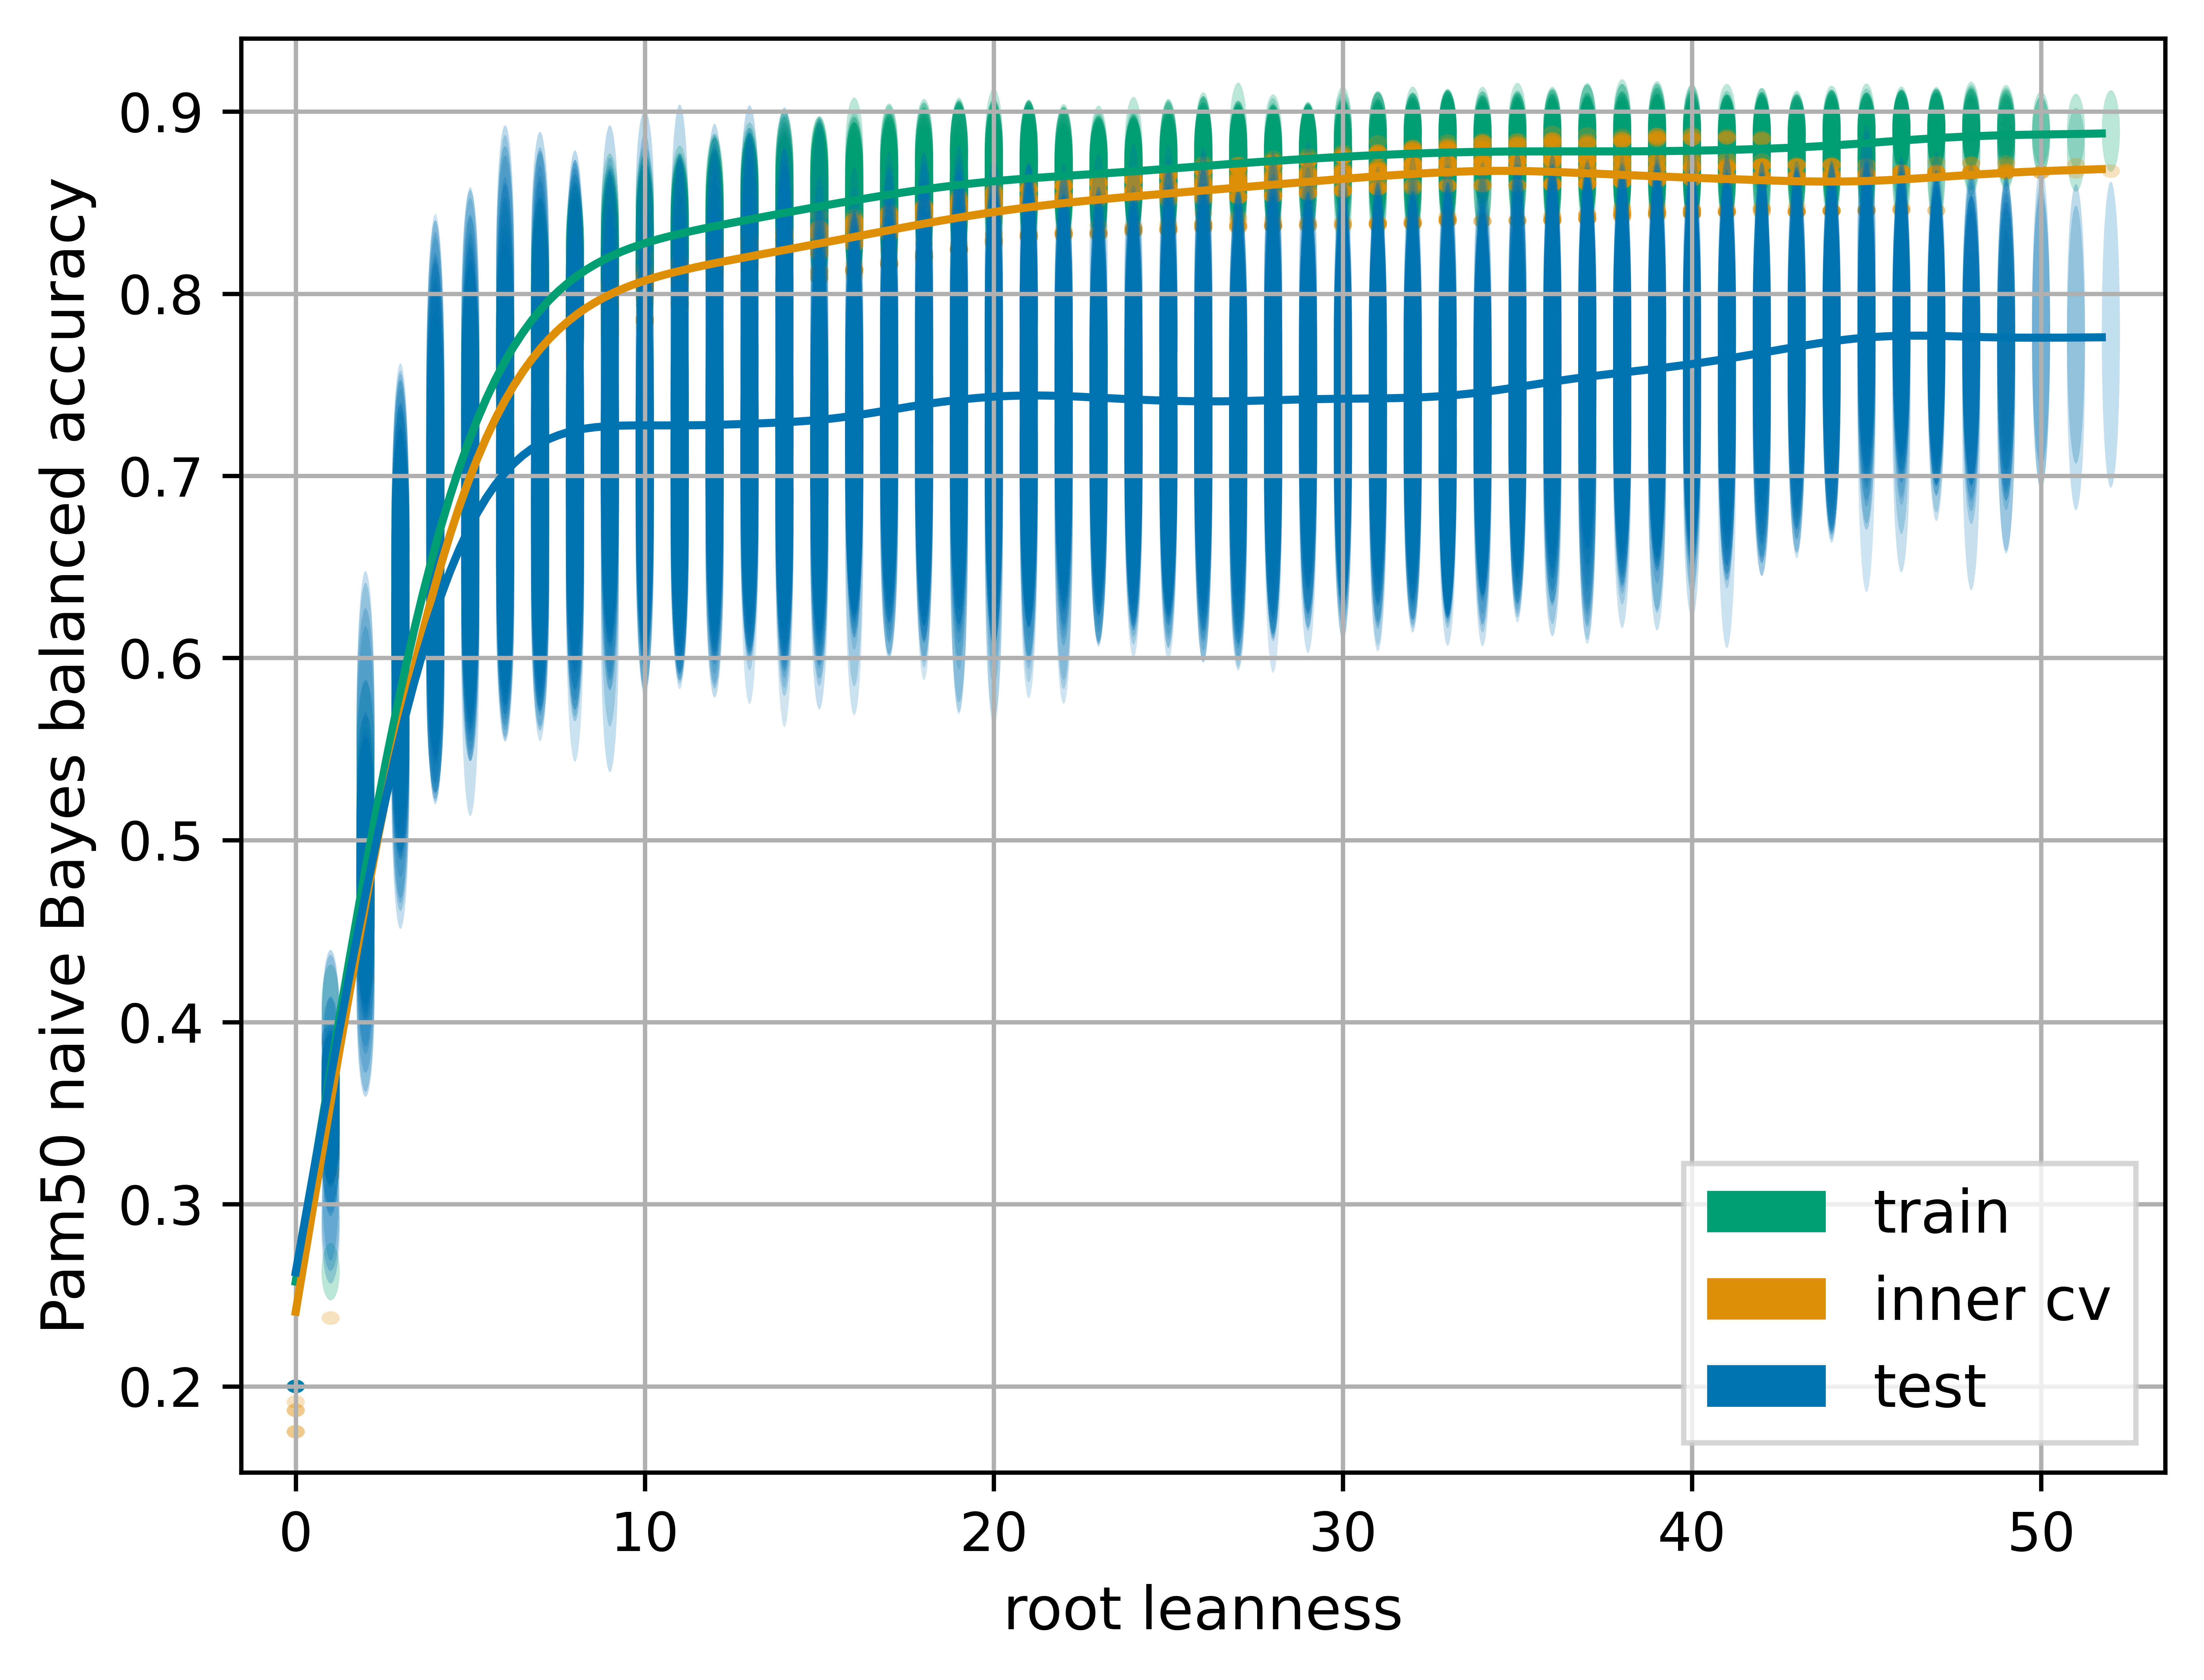 Pam50 naive Bayes balanced accuracy
0.9
0.8
0.7
0.6
0.5
0.4
0.3
0.2
0 10 20 30 40 50
root leanness
train
inner cv
test